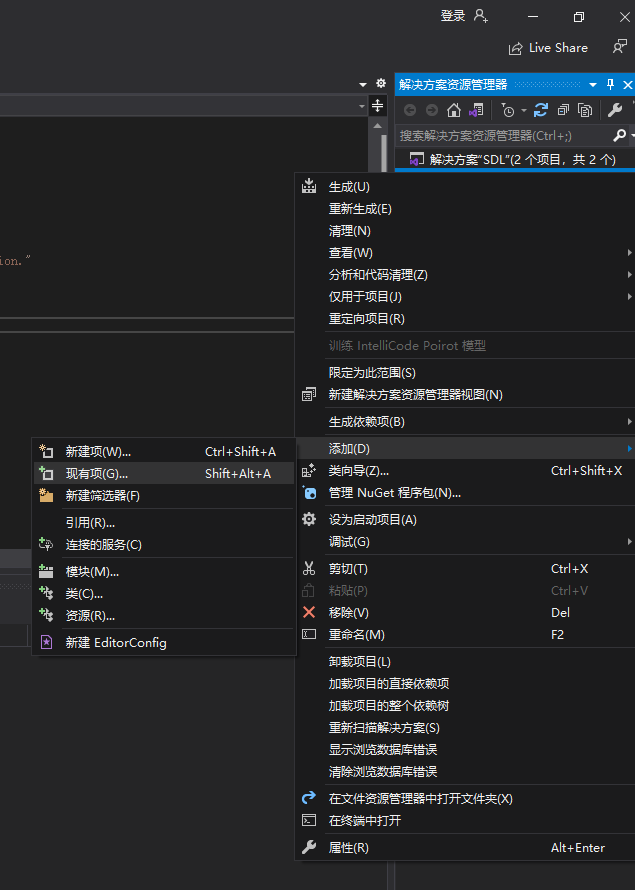 登录
Live Share
解决方案资源管理器
搜索解决方案资源管理器(Ctrl+;)
解决方案"SDL"(2 个项目，共 2 个)
ion."
生成(U)
重新生成(E)
清理(N)
查看(W)
分析和代码清理(Z)
仅用于项目(J)
重定向项目(R)
训练 IntelliCode Poirot 模型
限定为此范围(S)
新建解决方案资源管理器视图(N)
生成依赖项(B)
添加(D)
类向导(Z)... Ctrl+Shift+X
管理 NuGet 程序包(N)...
设为启动项目(A)
调试(G)
剪切(T) Ctrl+X
粘贴(P) Ctrl+V
移除(V) Del
重命名(M) F2
卸载项目(L)
加载项目的直接依赖项
加载项目的整个依赖树
重新扫描解决方案(S)
显示浏览数据库错误
清除浏览数据库错误
在文件资源管理器中打开文件夹(X)
在终端中打开
属性(R) Alt+Enter
新建项(W)... Ctrl+Shift+A
现有项(G)... Shift+Alt+A
新建筛选器(F)
引用(R)...
连接的服务(C)
模块(M)...
类(C)...
资源(R)...
新建 EditorConfig